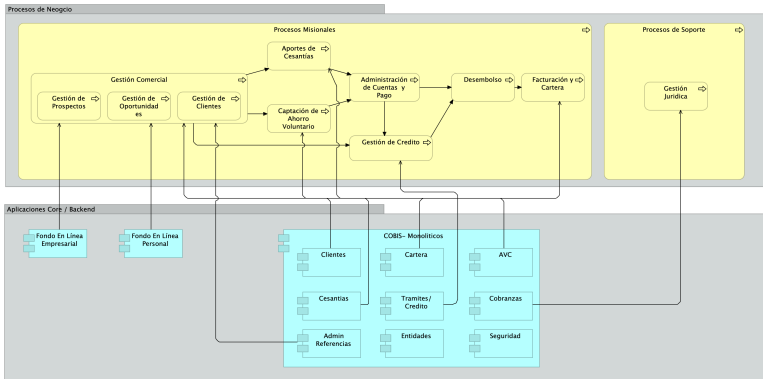 Procesos de Neogcio
Procesos Misionales
Procesos de Soporte
Aportes de
Cesantías
Gestión Comercial
Gestión de
Prospectos
Gestión de
Oportunidad
es
Gestión de
Clientes
Captación de
Ahorro
Voluntario
Administración
de Cuentas y
Pago
Desembolso
Facturación y
Cartera
Gestión de Credito
Gestión
Juridica
Aplicaciones Core / Backend
Fondo En Línea
Empresarial
Fondo En Línea
Personal
COBIS- Monolíticos
Clientes
Cartera
AVC
Cesantias
Tramites/
Credito
Cobranzas
Admin
Referencias
Entidades
Seguridad